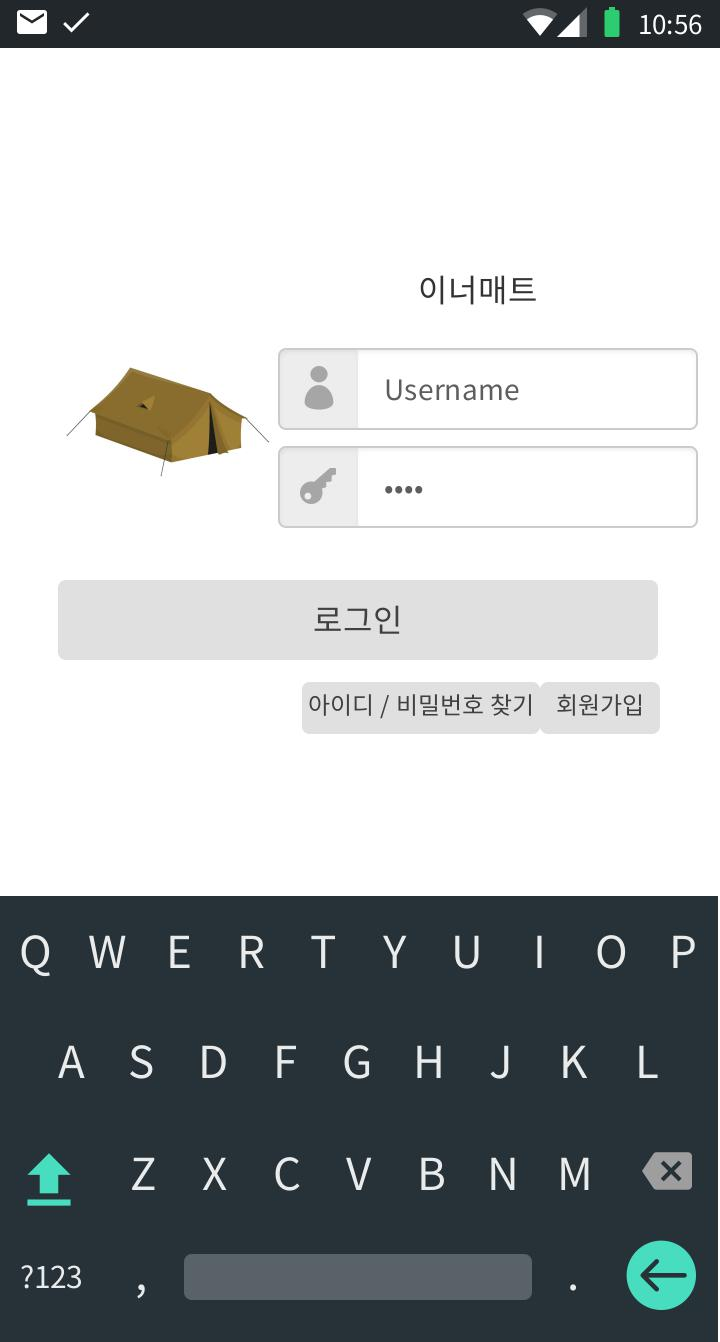 10:56
이너매트
Username
••••
로그인
아이디 / 비밀번호 찾기 회원가입
Q W E R T Y U I O P
A S D F G H J K L
Z X C V B N M
?123 , .